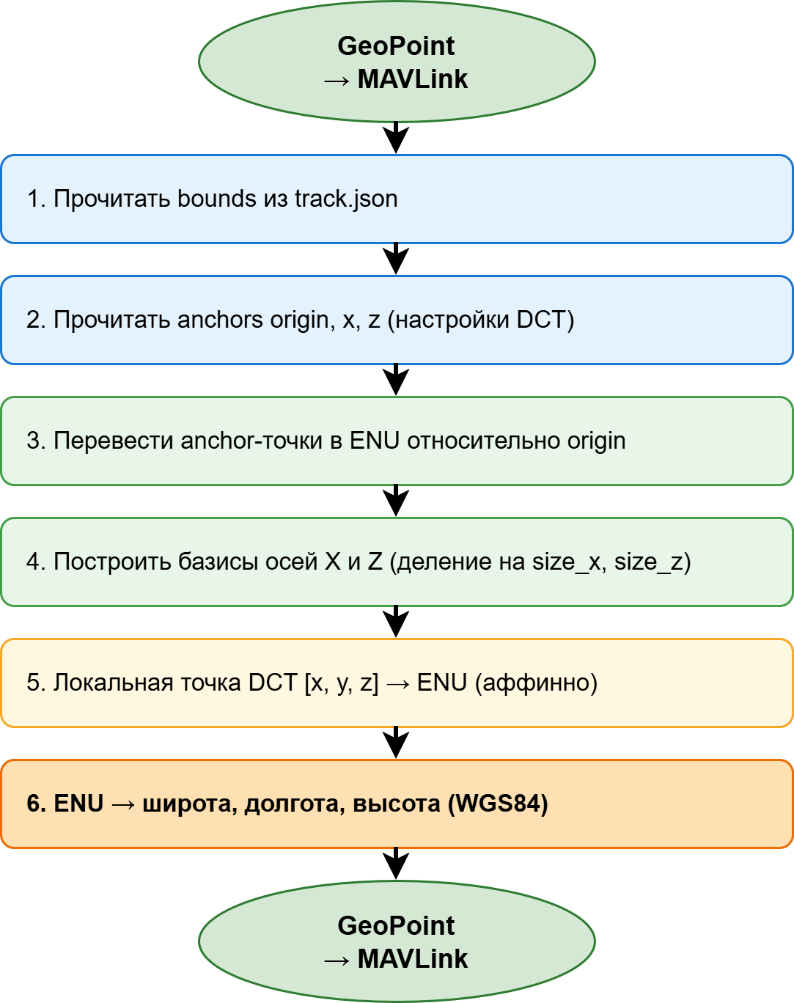 GeoPoint
→ MAVLink
1. Прочитать bounds из track.json
2. Прочитать anchors origin, x, z (настройки DCT)
3. Перевести anchor-точки в ENU относительно origin
4. Построить базисы осей X и Z (деление на size_x, size_z)
5. Локальная точка DCT [x, y, z] → ENU (аффинно)
6. ENU → широта, долгота, высота (WGS84)
GeoPoint
→ MAVLink